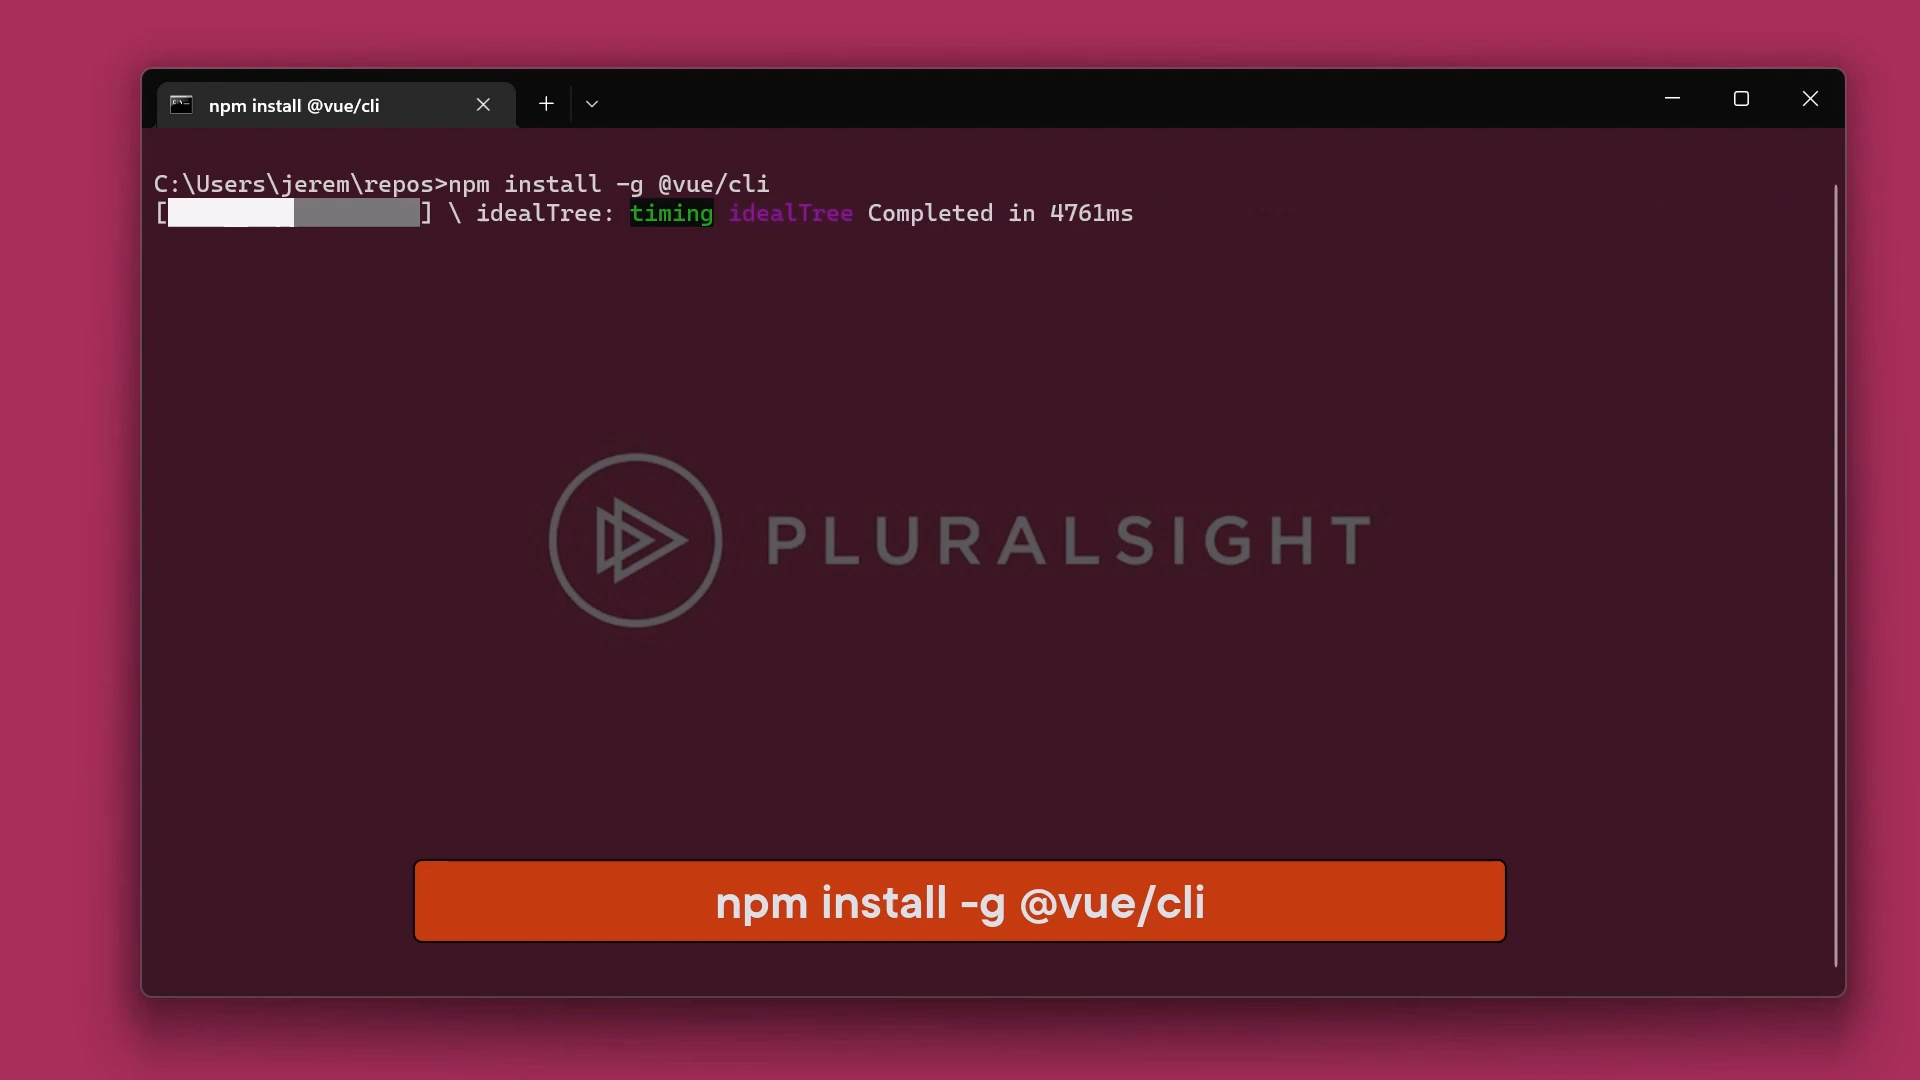 npm install @vue/cli
C:\Users\jerem\repos>npm install -g @vue/cli
[] \ idealTree: timing idealTree Completed in 4761ms
PLURALSIGHT
npm install -g @vue/cli